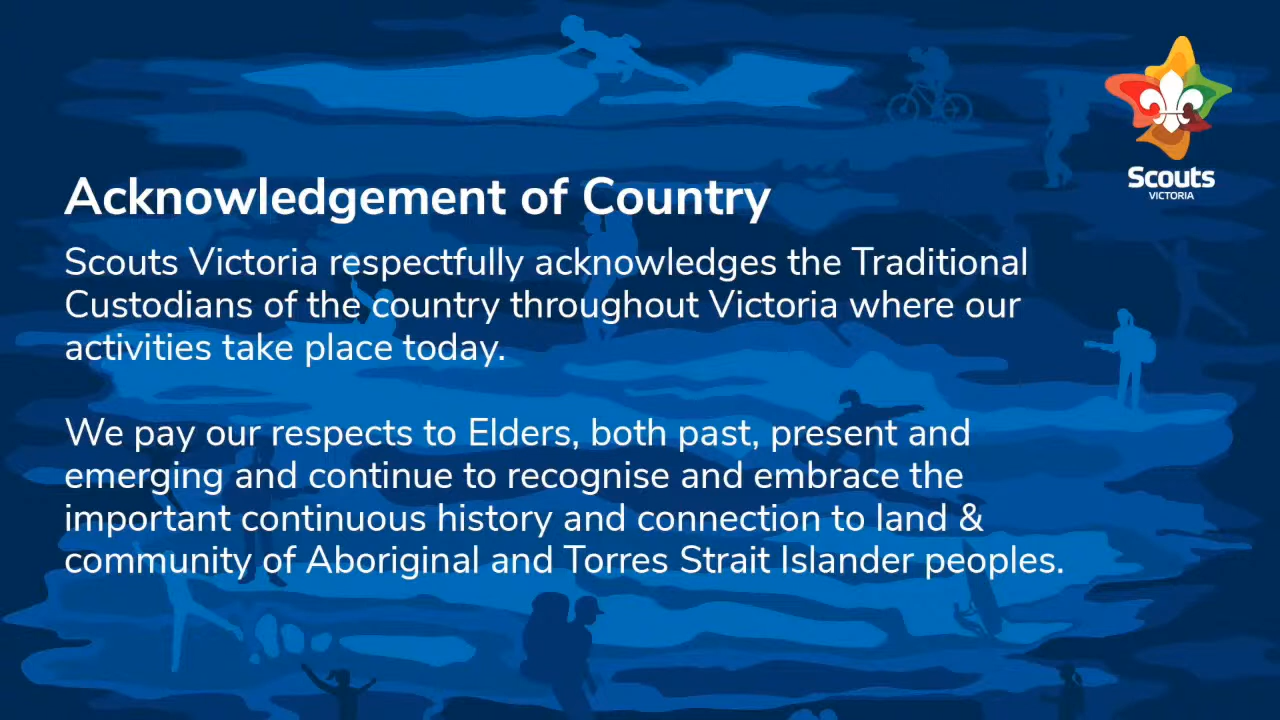 Scouts
VICTORIA
Acknowledgement of Country
Scouts Victoria respectfully acknowledges the Traditional
Custodians of the country throughout Victoria where our
activities take place today.
We pay our respects to Elders, both past, present and
emerging and continue to recognise and embrace the
important continuous history and connection to land &
community of Aboriginal and Torres Strait Islander peoples.